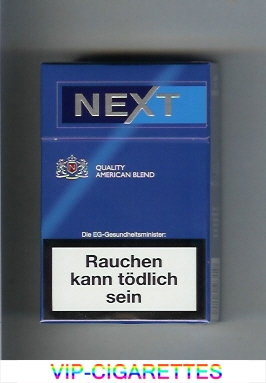 NEXT
QUALITY
AMERICAN BLEND
Die EG-Gesundheitsminister:
Rauchen
kann tödlich
sein
VIP-CIGARETTES